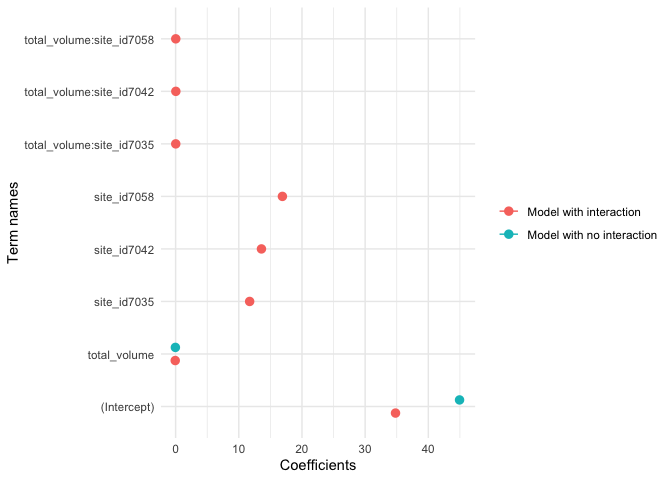 total_volume:site_id7058
total_volume:site_id7042
total_volume:site_id7035
site_id7058
site_id7042
site_id7035
total_volume
(Intercept)
Term names
0 10 20 30 40
Coefficients
Model with interaction
Model with no interaction